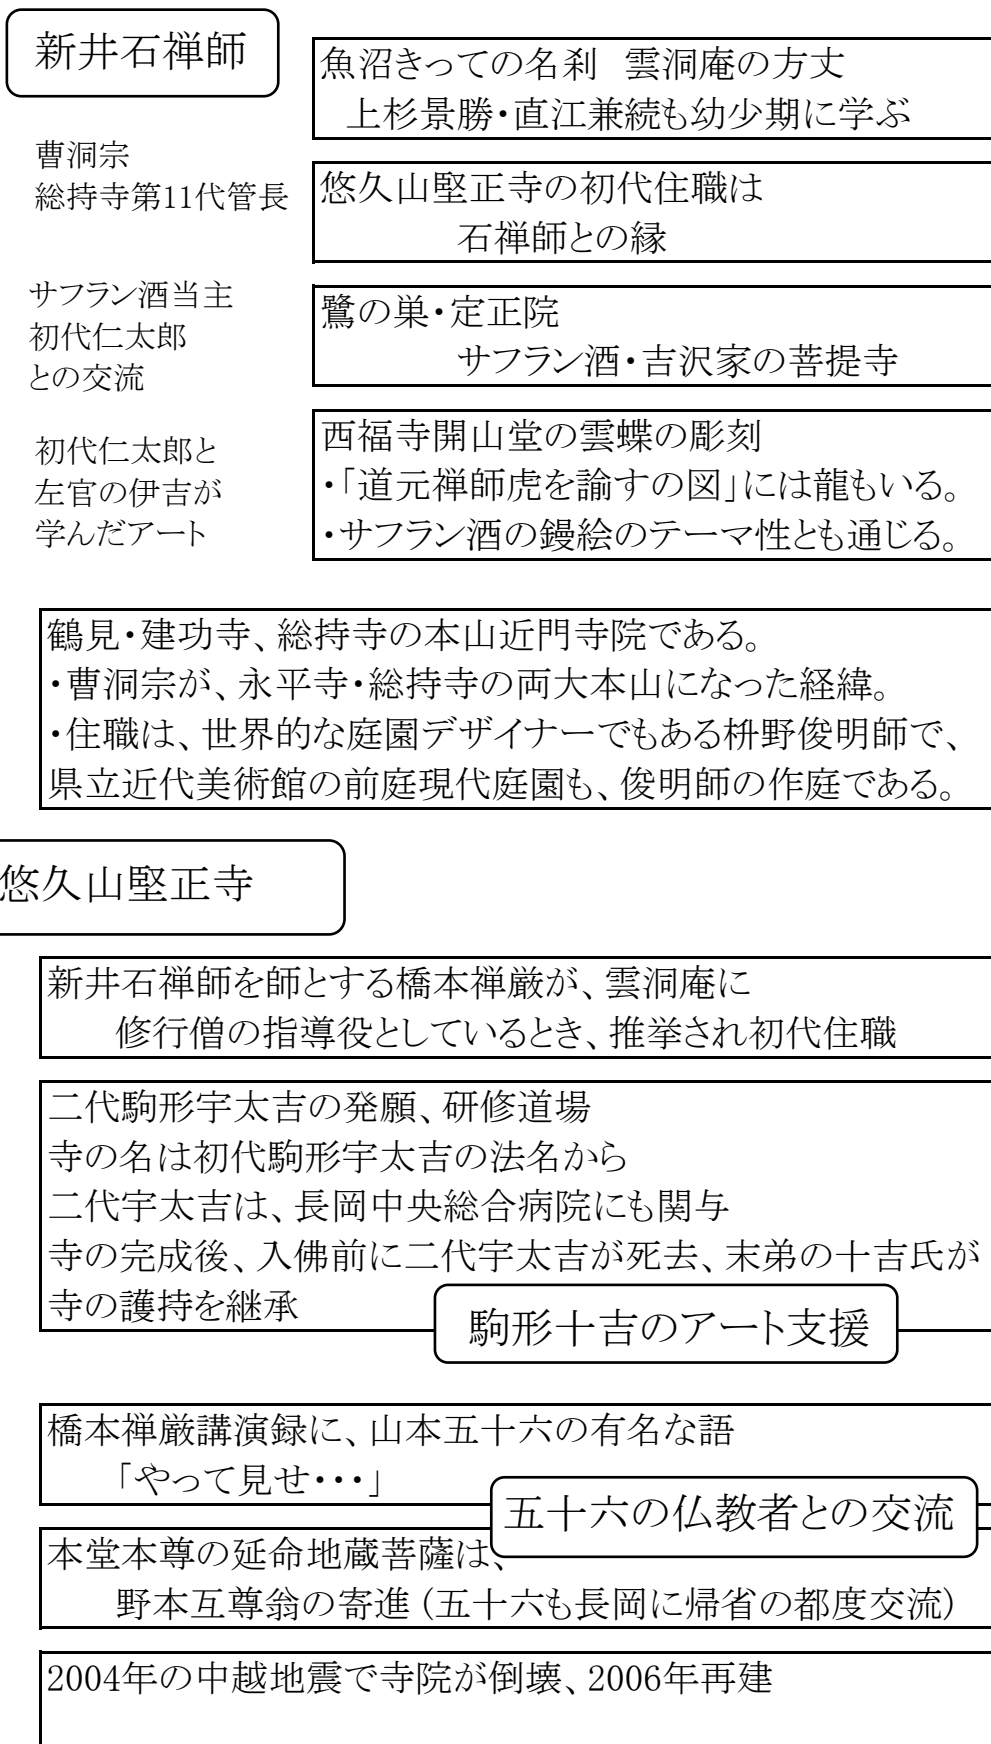 新井石禅師
魚沼きっての名刹　雲洞庵の方丈
上杉景勝・直江兼続も幼少期に学ぶ
曹洞宗
総持寺第11代管長
悠久山堅正寺の初代住職は
石禅師との縁
サフラン酒当主
初代仁太郎
との交流
鷺の巣・定正院
サフラン酒・吉沢家の菩提寺
初代仁太郎と
左官の伊吉が
学んだアート
西福寺開山堂の雲蝶の彫刻
・「道元禅師虎を諭すの図」には龍もいる。
・サフラン酒の鏝絵のテーマ性とも通じる。
鶴見・建功寺、総持寺の本山近門寺院である。
・曹洞宗が、永平寺・総持寺の両大本山になった経緯。
・住職は、世界的な庭園デザイナーでもある枡野俊明師で、
県立近代美術館の前庭現代庭園も、俊明師の作庭である。
悠久山堅正寺
新井石禅師を師とする橋本禅厳が、雲洞庵に
修行僧の指導役としているとき、推挙され初代住職
二代駒形宇太吉の発願、研修道場
寺の名は初代駒形宇太吉の法名から
二代宇太吉は、長岡中央総合病院にも関与
寺の完成後、入佛前に二代宇太吉が死去、末弟の十吉氏が
寺の護持を継承
駒形十吉のアート支援
橋本禅厳講演録に、山本五十六の有名な語
「やって見せ・・・」
五十六の仏教者との交流
本堂本尊の延命地蔵菩薩は、
野本互尊翁の寄進（五十六も長岡に帰省の都度交流）
2004年の中越地震で寺院が倒壊、2006年再建